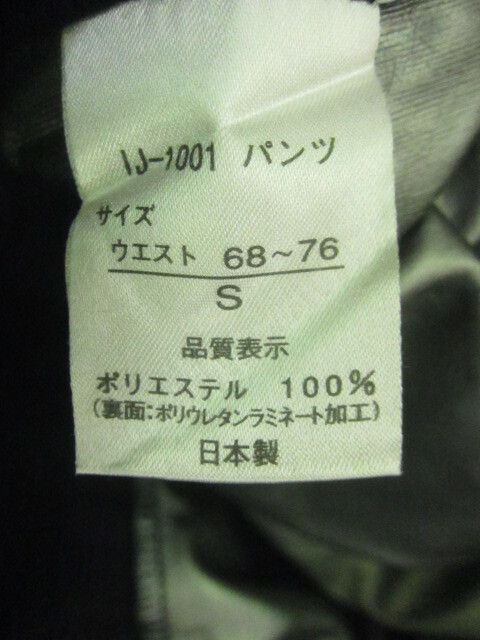 IJ-1001 パンツ
サイズ
ウエスト 68～76
S
品質表示
ポリエステル 100%
(裏面:ポリウレタンラミネート加工)
日本製